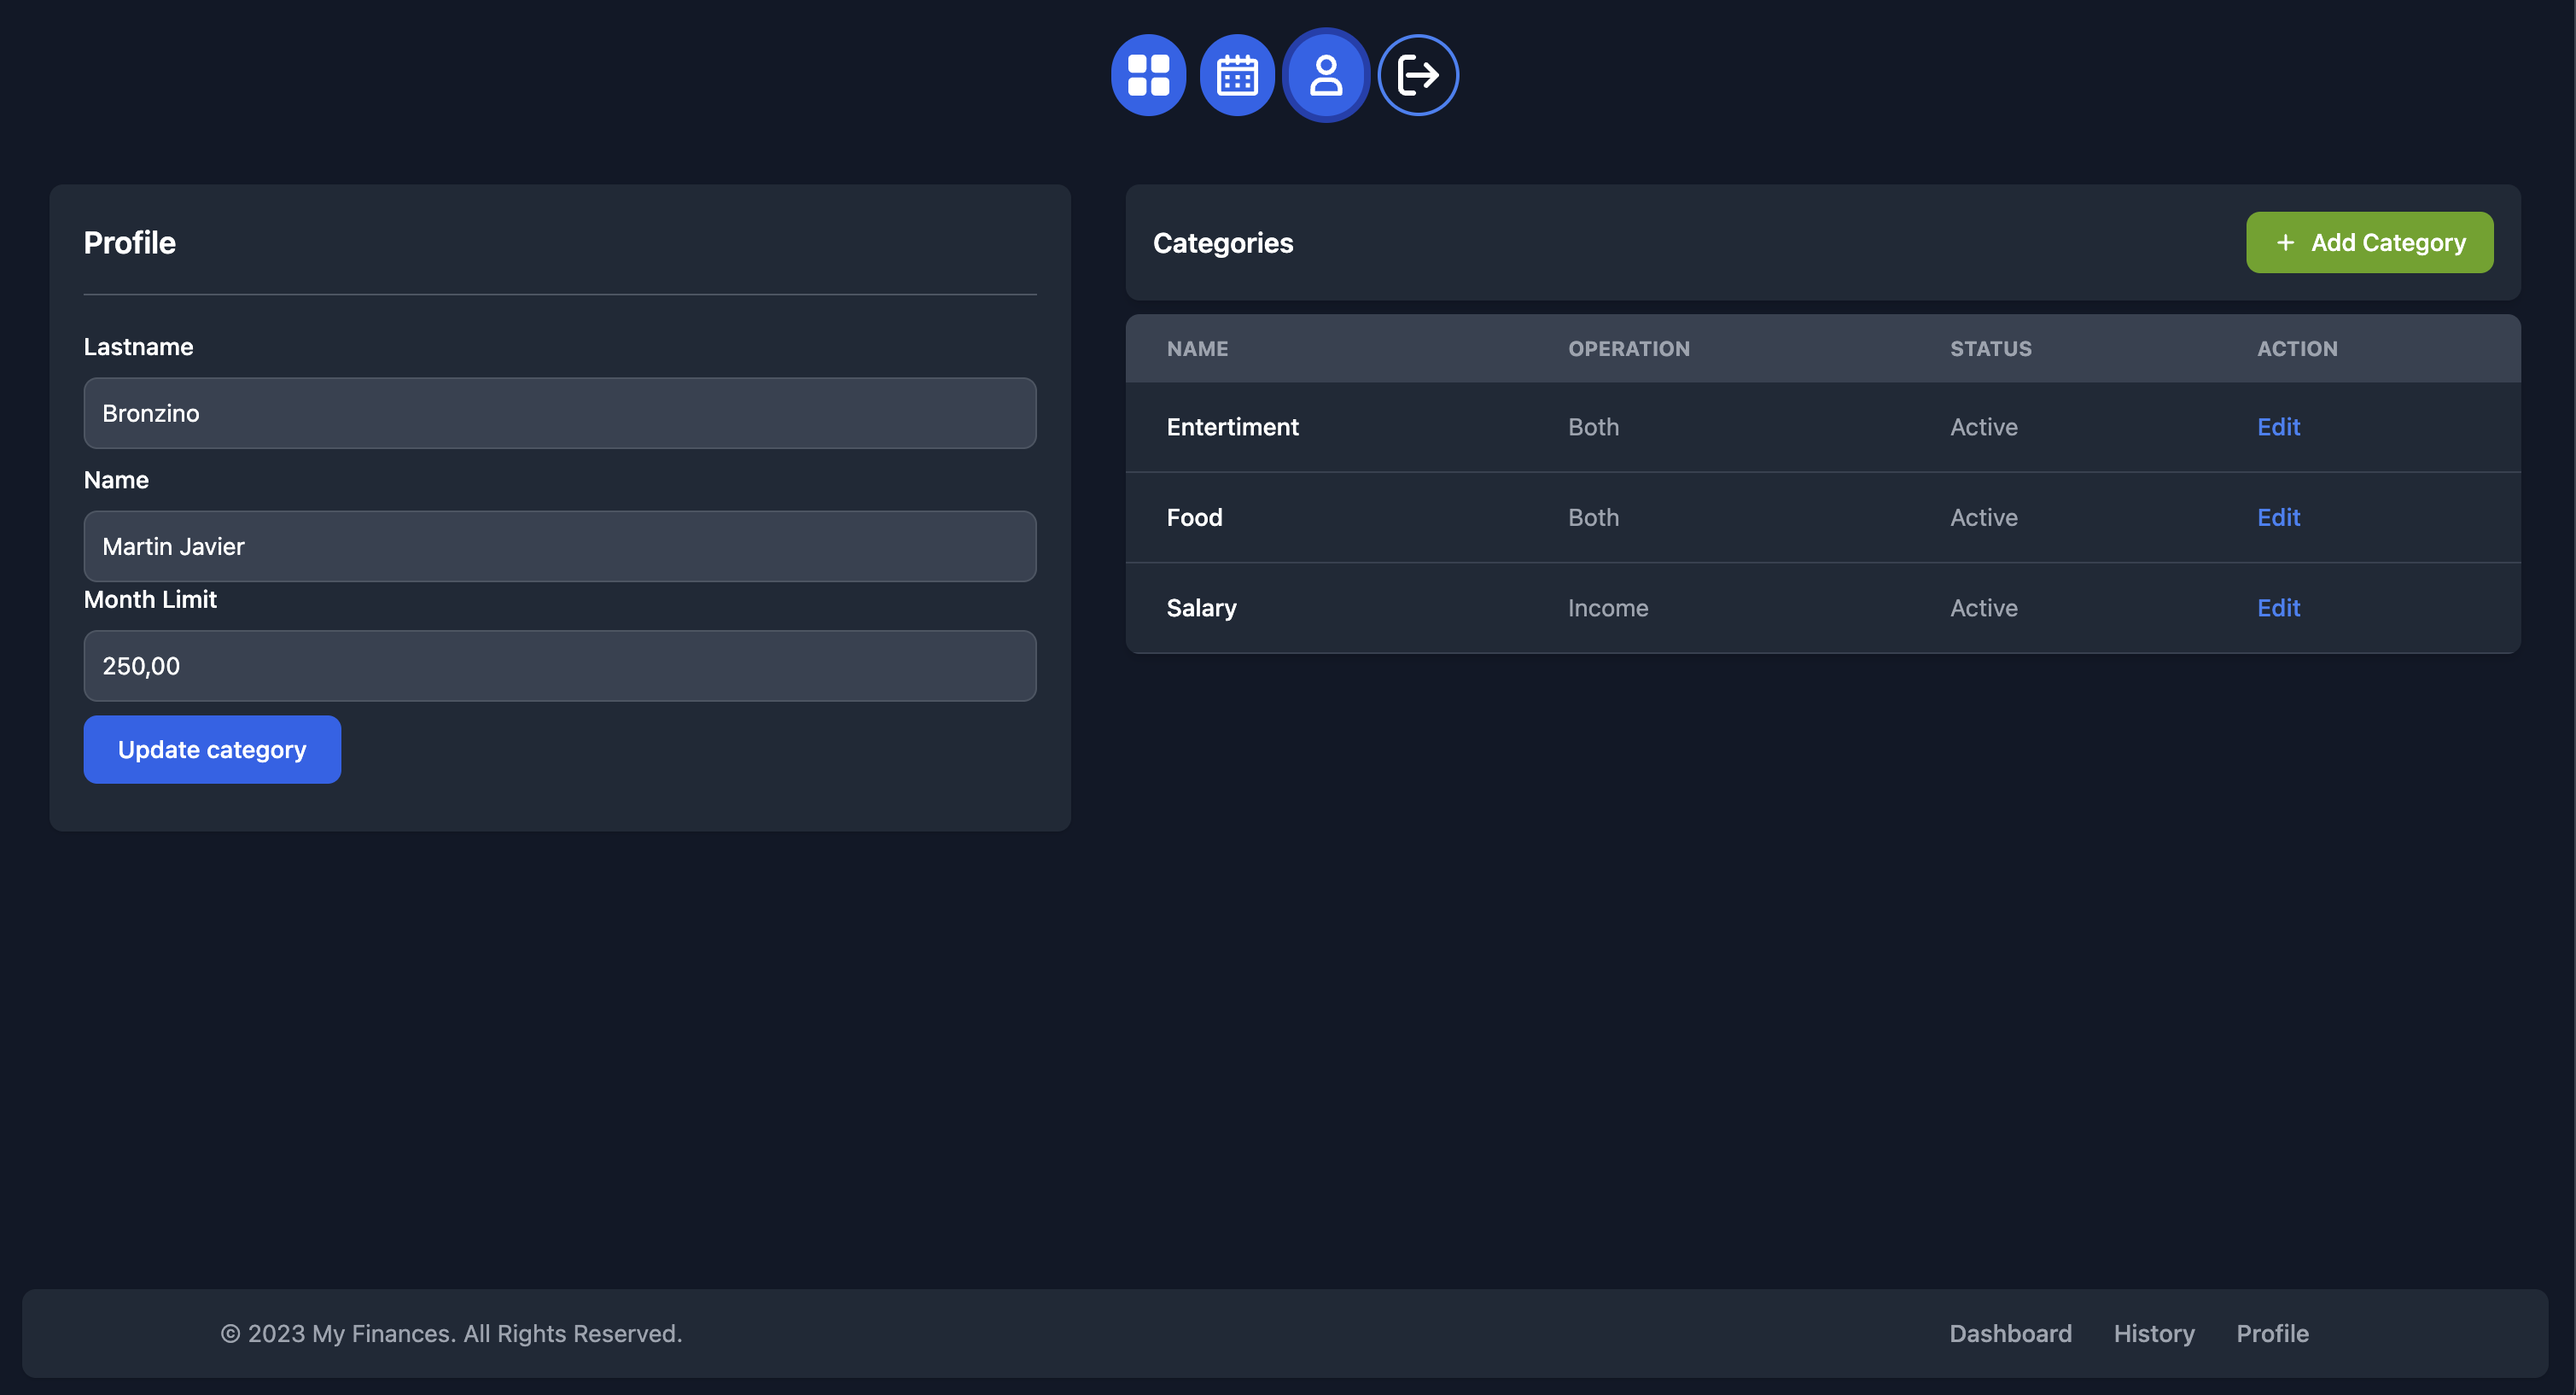 Profile
Lastname
Bronzino
Name
Martin Javier
Month Limit
250,00
Update category
Categories
+ Add Category
NAME OPERATION STATUS ACTION
Entertiment Both Active Edit
Food Both Active Edit
Salary Income Active Edit
© 2023 My Finances. All Rights Reserved.
Dashboard History Profile